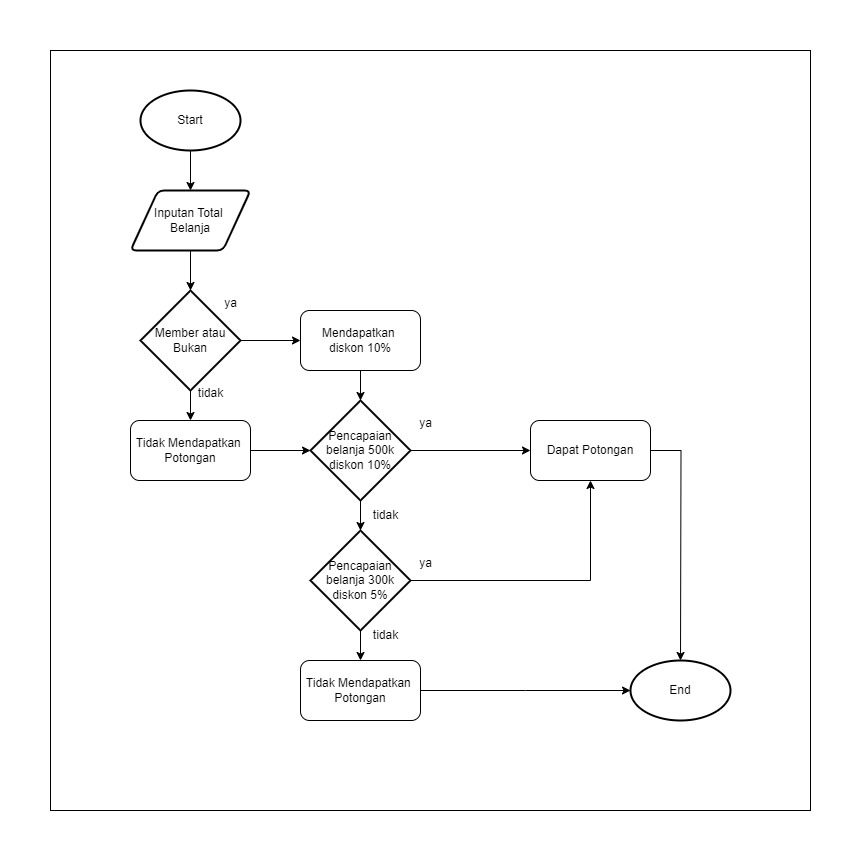 Start
Inputan Total
Belanja
ya
Member atau
Bukan
Mendapatkan
diskon 10%
tidak
Tidak Mendapatkan
Potongan
Pencapaian
belanja 500k
diskon 10%
ya
Dapat Potongan
tidak
Pencapaian
belanja 300k
diskon 5%
ya
tidak
Tidak Mendapatkan
Potongan
End